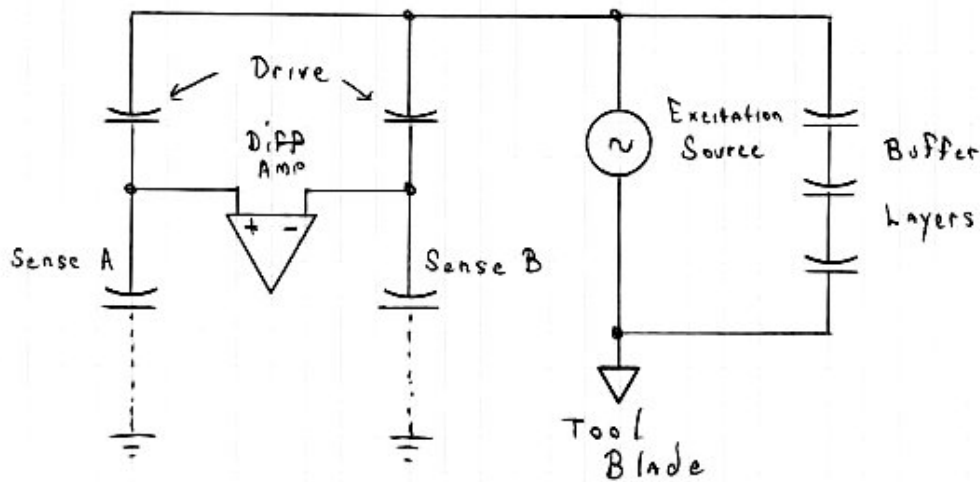 Drive
Diff
Amp
+ -
Excitation
Source
~
Buffer
Layers
Sense A
Sense B
Tool
Blade